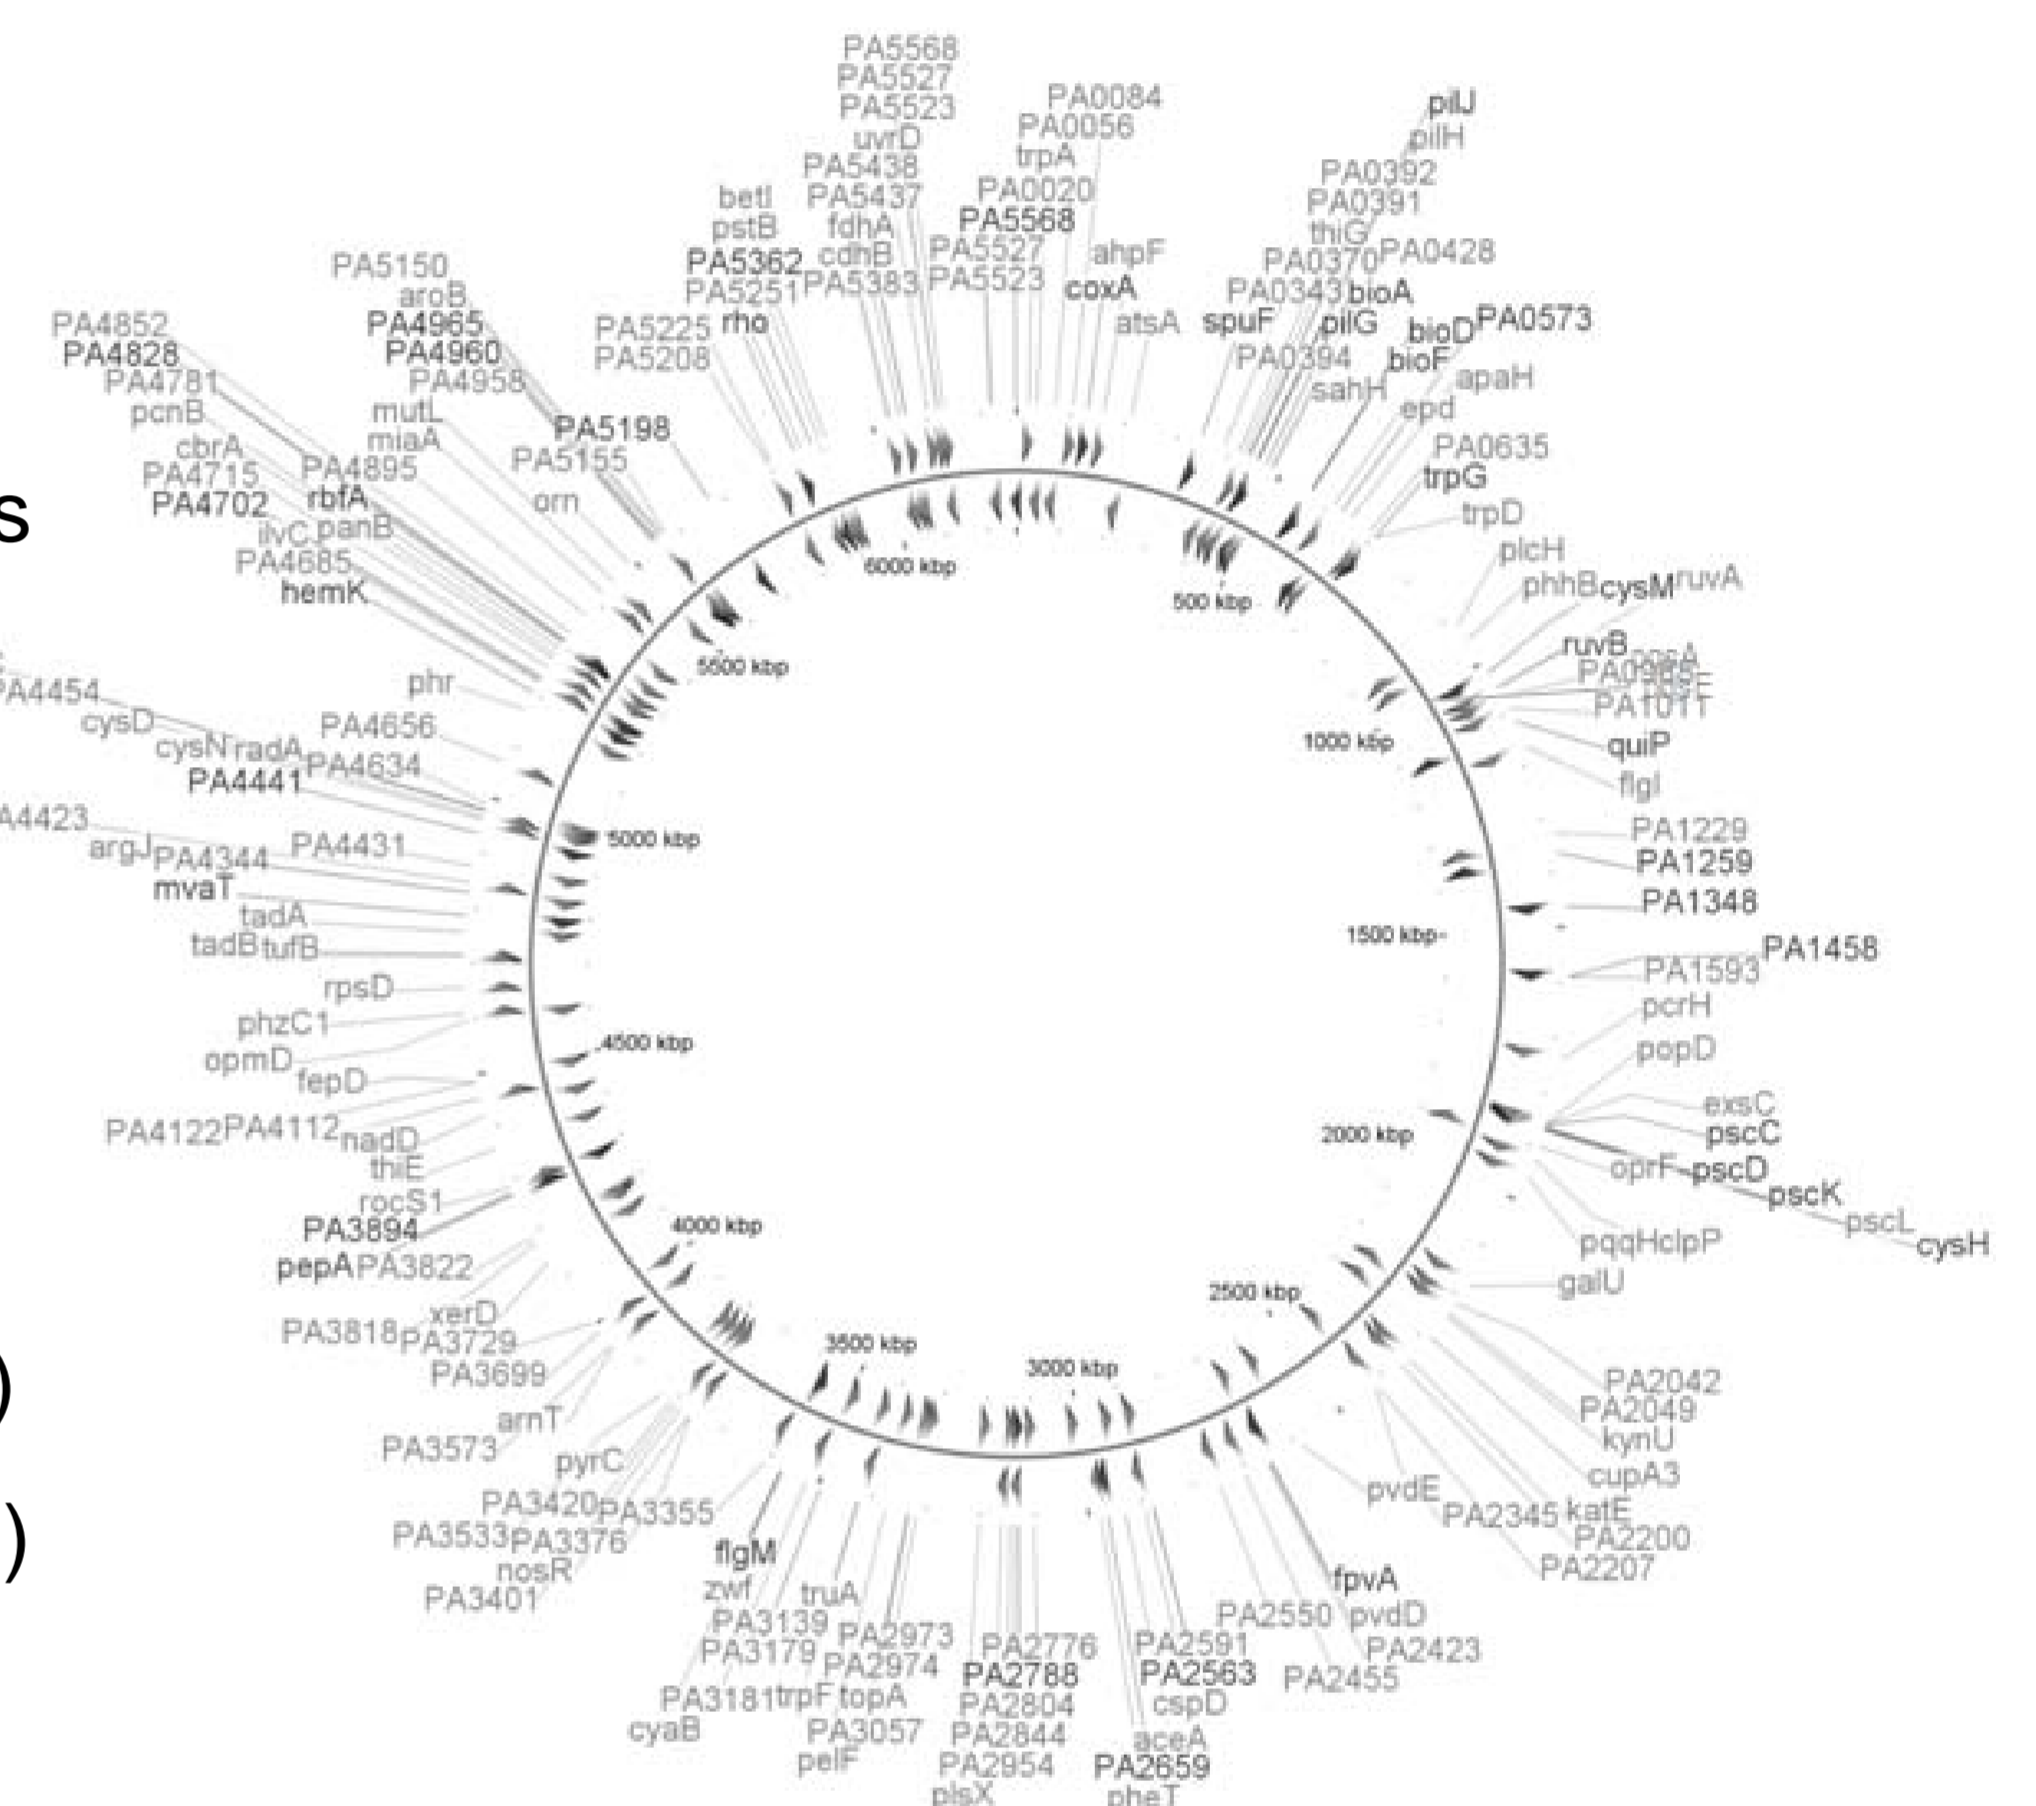 PA5568
PA5527
PA5523
uvrD
PA5438
PA5437
fdhA
cdhB
PA5383
betI
pstB
PA5362
PA5251
rho
PA5225
PA5208
PA0084
PA0056
trpA
PA0020
PA5568
PA5527
PA5523
ahpF
coxA
atsA
pilJ
pilH
PA0392
PA0391
thiG
PA0370
PA0428
PA0343
bioA
spuF
pilG
PA0394
bioD
PA0573
bioF
sahH
apaH
epd
PA0635
trpG
trpD
plcH
phhB
cysM
ruvA
ruvB
PA1011
quiP
flgI
PA1229
PA1259
PA1348
PA1458
PA1593
pcrH
popD
exsC
pscC
oprF
pscD
pscK
pscL
cysH
pqqH
clpP
galU
PA2042
PA2049
kynU
cupA3
katE
PA2200
PA2207
PA2345
pvdE
fpvA
pvdD
PA2423
PA2455
PA2550
PA2591
PA2563
cspD
aceA
PA2659
pheT
PA2776
PA2788
PA2804
PA2844
PA2954
plsX
PA2973
PA2974
topA
trpF
PA3057
pelF
truA
flgM
zwf
PA3139
PA3179
PA3181
cyaB
PA3355
PA3420
PA3376
PA3533
nosR
PA3401
pyrC
PA3573
arnT
PA3699
PA3729
PA3818
xerD
PA3822
pepA
PA3894
rocS1
thiE
nadD
PA4112
PA4122
fepD
opmD
phzC1
rpsD
tufB
tadB
tadA
mvaT
PA4344
argJ
PA4431
A4423
PA4441
PA4634
radA
cysN
cysD
PA4656
PA4454
phr
hemK
PA4685
ilvC
panB
PA4702
rbfA
PA4715
PA4895
cbrA
pcnB
PA4781
PA4828
PA4852
miaA
mutL
orn
PA5155
PA5198
PA4958
PA4960
PA4965
aroB
PA5150
s
)
)
500 kbp
1000 kbp
1500 kbp
2000 kbp
2500 kbp
3000 kbp
3500 kbp
4000 kbp
4500 kbp
5000 kbp
5500 kbp
6000 kbp